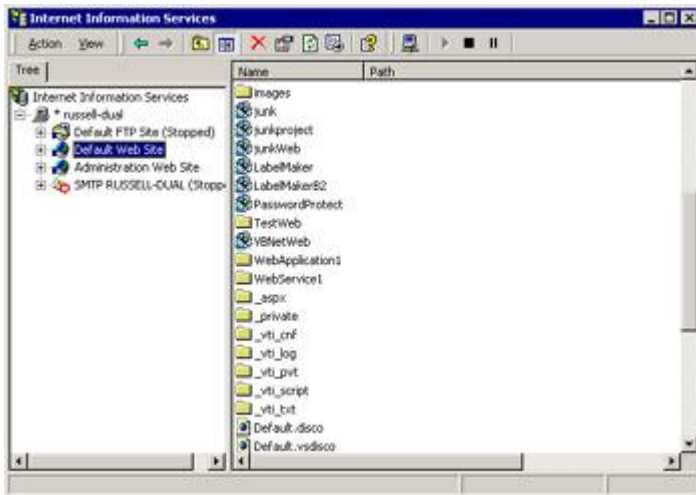 Internet Information Services
Action View
Tree
Name Path
Internet Information Services
* russell-dual
Default FTP Site (Stopped)
Default Web Site
Administration Web Site
SMTP RUSSELL-DUAL (Stopp
images
junk
junkproject
junkWeb
LabelMaker
LabelMakerB2
PasswordProtect
TestWeb
VBNetWeb
WebApplication1
WebService1
_aspx
_private
_vti_cnf
_vti_log
_vti_pvt
_vti_script
_vti_txt
Default.disco
Default.vsdisco